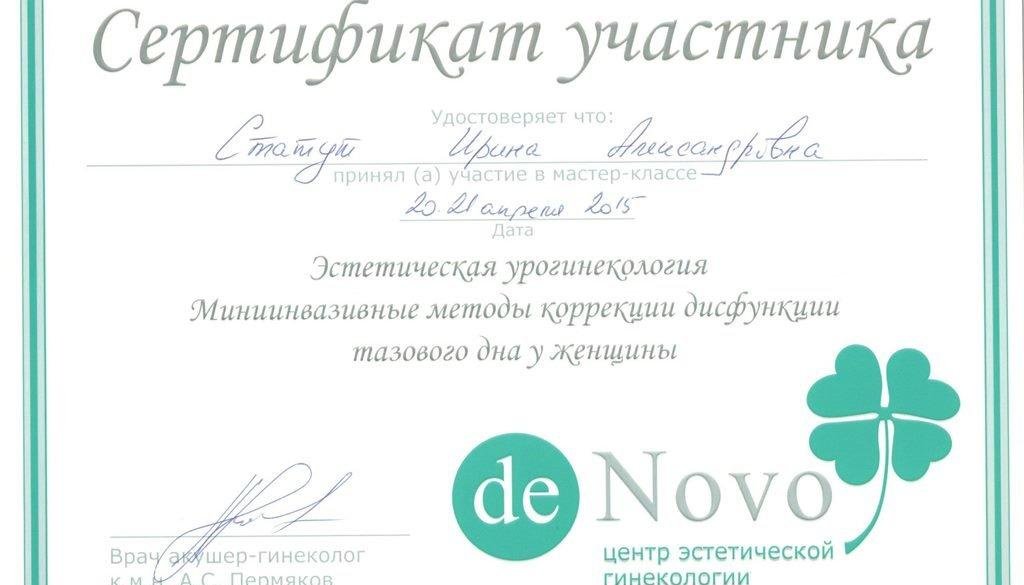 Сертификат участника
Удостоверяет что:
Статут Ирина Александровна
принял (а) участие в мастер-классе
20.21 апреля 2015
Дата
Эстетическая урогинекология
Миниинвазивные методы коррекции дисфункции
тазового дна у женщины
de Novo
центр эстетической
гинекологии
Врач акушер-гинеколог
к.м.н. А.С. Пермяков